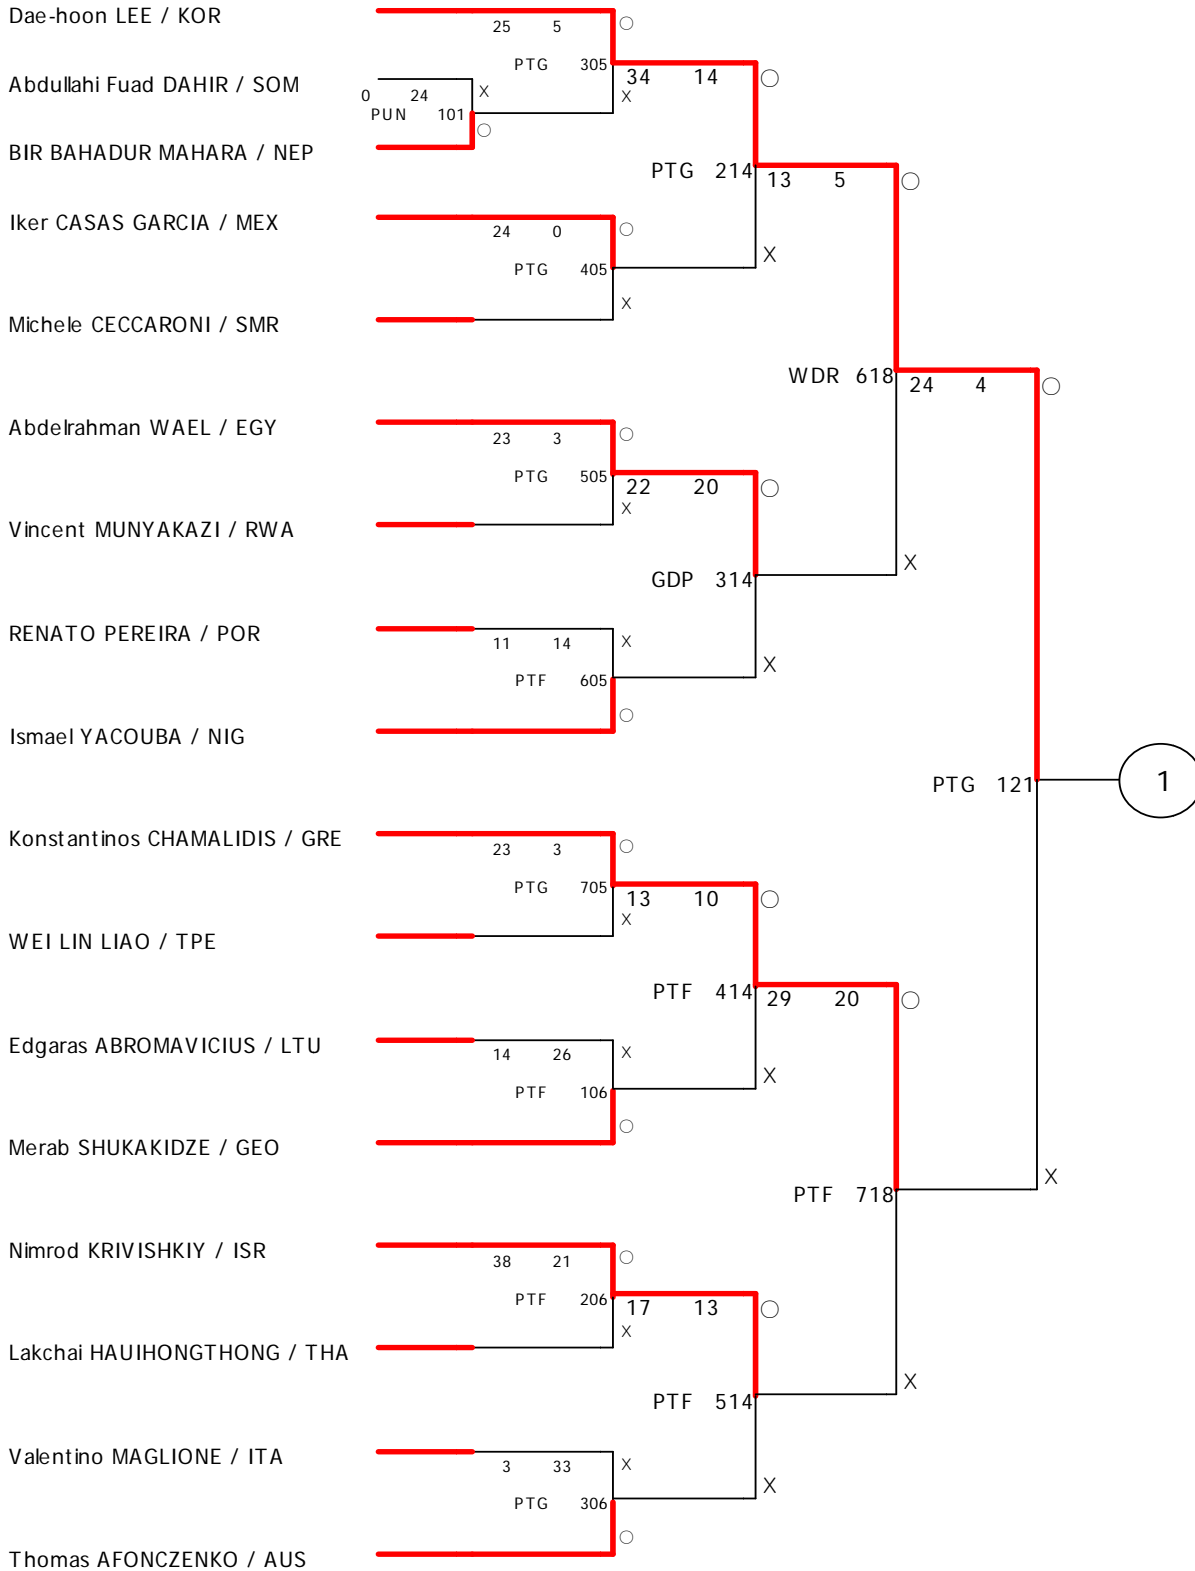 Dae-hoon LEE / KOR
25 5 ○
PTG 305
34 14 ○
Abdullahi Fuad DAHIR / SOM
X
0 24 X
PUN 101
○
BIR BAHADUR MAHARA / NEP
PTG 214
13 5 ○
Iker CASAS GARCIA / MEX
24 0 ○
X
PTG 405
X
Michele CECCARONI / SMR
WDR 618
24 4 ○
Abdelrahman WAEL / EGY
23 3 ○
PTG 505
22 20 ○
X
Vincent MUNYAKAZI / RWA
X
GDP 314
RENATO PEREIRA / POR
11 14 X
X
PTF 605
○
Ismael YACOUBA / NIG
PTG 121
1
Konstantinos CHAMALIDIS / GRE
23 3 ○
PTG 705
13 10 ○
X
WEI LIN LIAO / TPE
PTF 414
29 20 ○
Edgaras ABROMAVICIUS / LTU
14 26 X
X
PTF 106
○
Merab SHUKAKIDZE / GEO
X
PTF 718
Nimrod KRIVISHKIY / ISR
38 21 ○
PTF 206
17 13 ○
X
Lakchai HAUIHONGTHONG / THA
X
PTF 514
Valentino MAGLIONE / ITA
3 33 X
X
PTG 306
○
Thomas AFONCZENKO / AUS